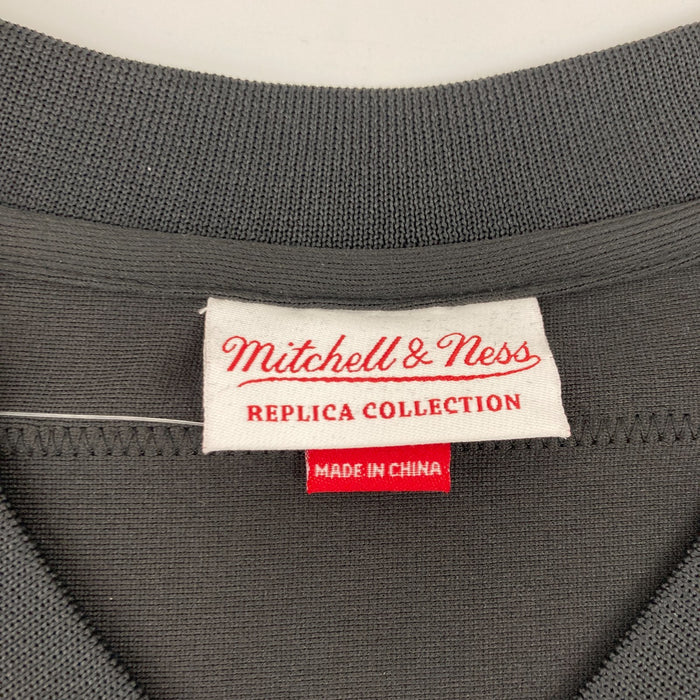 Mitchell & Ness
REPLICA COLLECTION
MADE IN CHINA